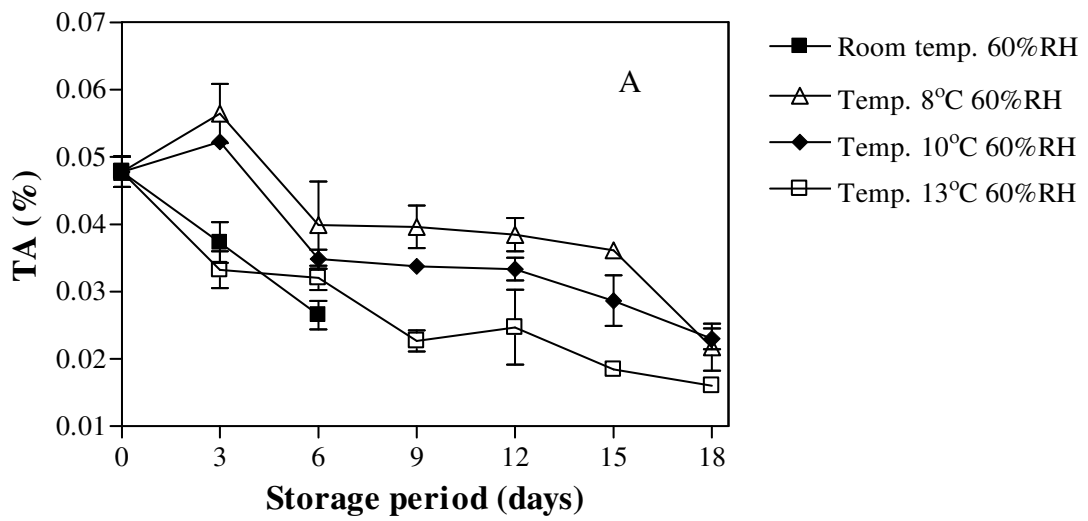 0.07
0.06
0.05
0.04
0.03
0.02
0.01
TA (%)
A
0 3 6 9 12 15 18
Storage period (days)
Room temp. 60%RH
Temp. 8°C 60%RH
Temp. 10°C 60%RH
Temp. 13°C 60%RH